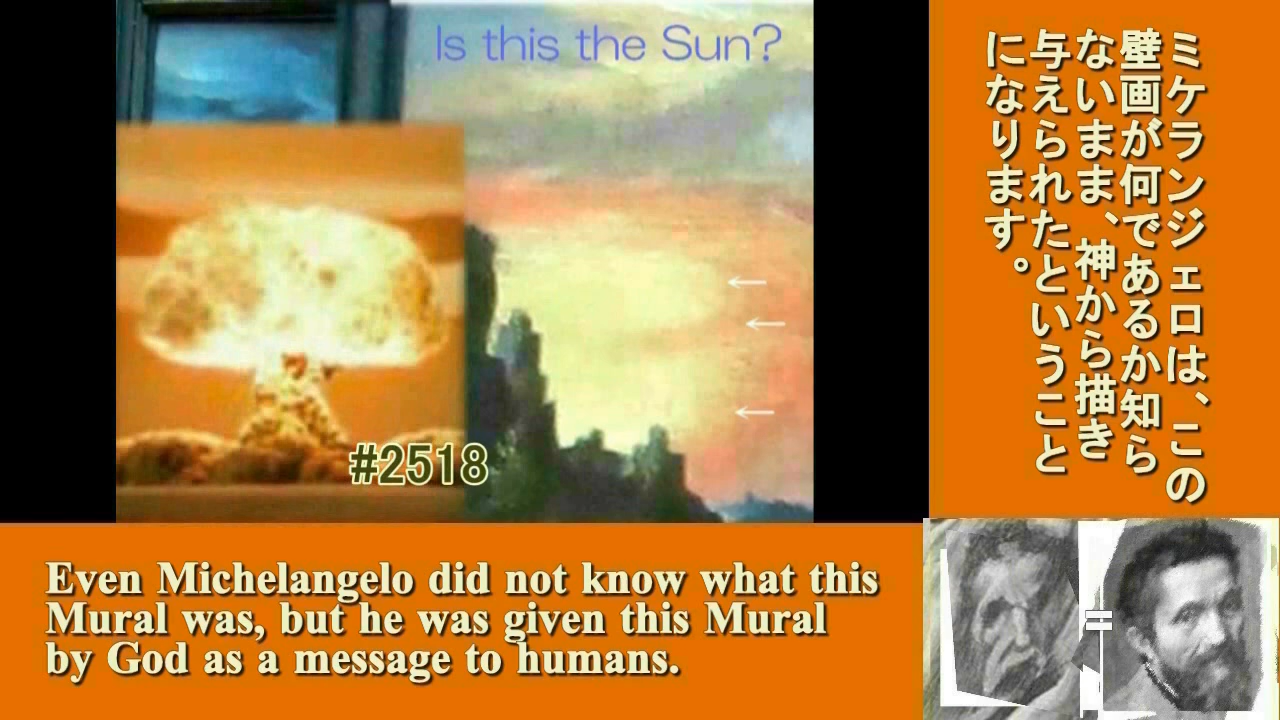 Is this the Sun?
#2518
ミケランジェロは、この
壁画が何であるか知ら
ないまま、神から描き
与えられたということ
になります。
Even Michelangelo did not know what this
Mural was, but he was given this Mural
by God as a message to humans.
=